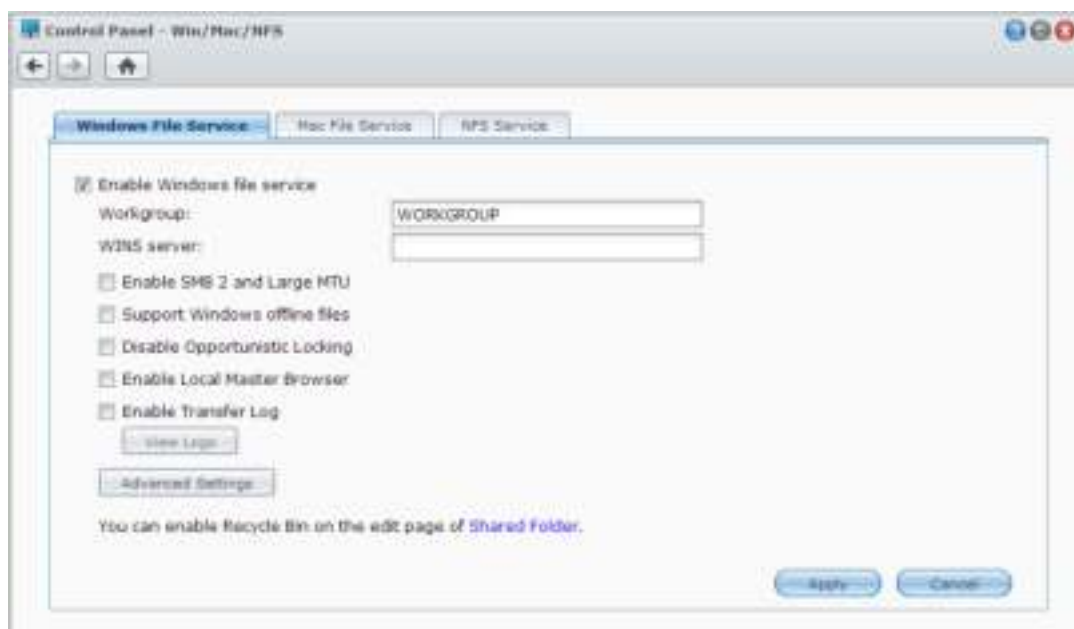 Control Panel - Win/Mac/NFS
Windows File Service
Mac File Service
NFS Service
Enable Windows file service
Workgroup:
WORKGROUP
WINS server:
Enable SMB 2 and Large MTU
Support Windows offline files
Disable Opportunistic Locking
Enable Local Master Browser
Enable Transfer Log
View Logs
Advanced Settings
You can enable Recycle Bin on the edit page of Shared Folder.
Apply
Cancel